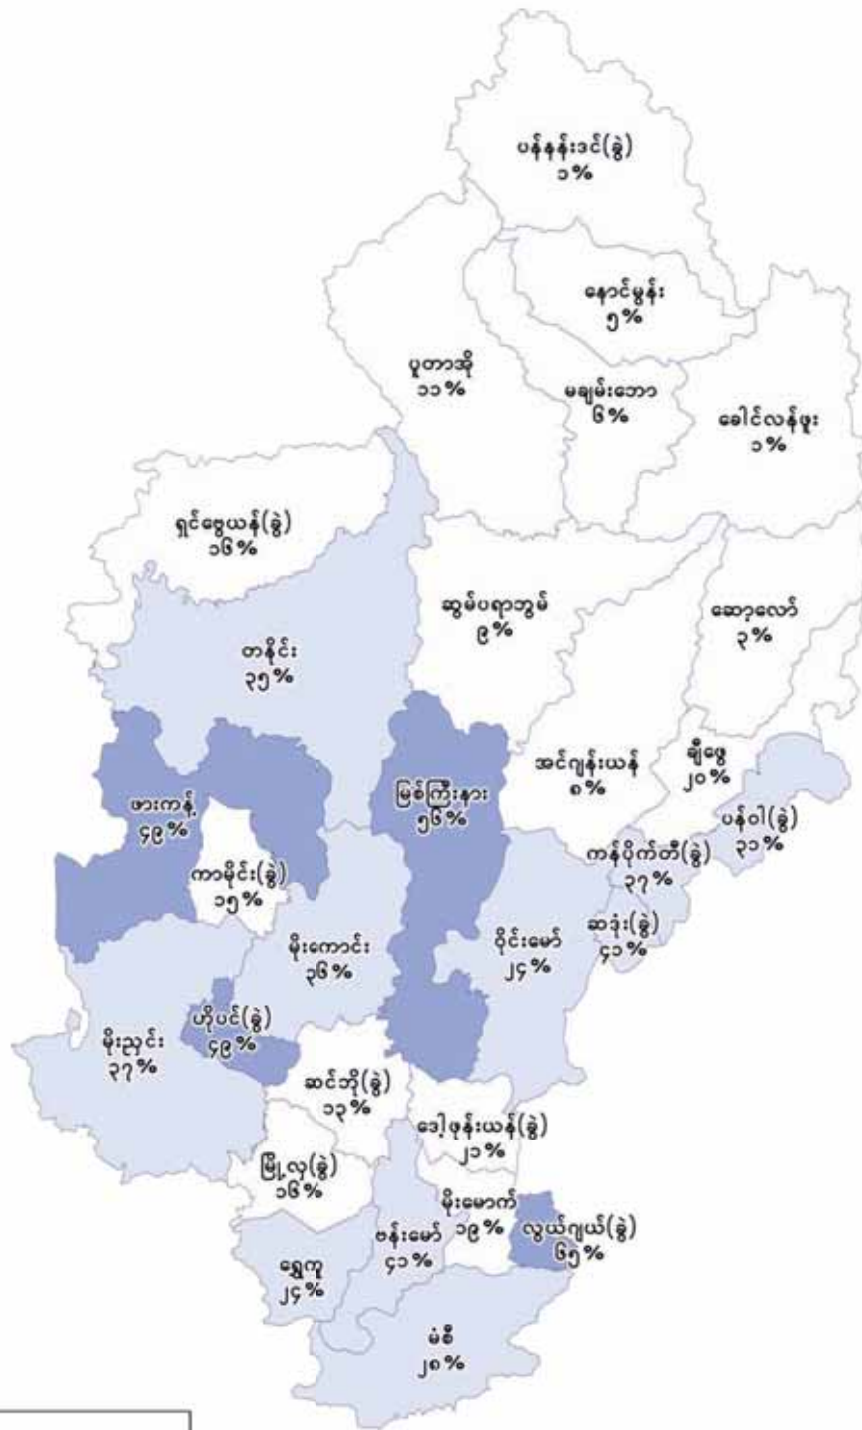 ပန်နန်းဒင်(ခွဲ)
၁%
နောင်မွန်း
၅%
ပူတာအို
၁၁%
မချမ်းဘော
၆%
ခေါင်လန်ဖူး
၁%
ရှင်ဗွေယန်(ခွဲ)
၁၆%
ဆွမ်ပရာဘွမ်
၉%
ဆော့လော်
၃%
တနိုင်း
၃၅%
အင်ဂျန်းယန်
၈%
ချီဖွေ
၂၀%
ဖားကန့်
၄၉%
မြစ်ကြီးနား
၅၆%
ပန်ဝါ(ခွဲ)
၃၁%
ကန်ပိုက်တီ(ခွဲ)
၃၇%
ကာမိုင်း(ခွဲ)
၁၅%
ဆဒုံး(ခွဲ)
၄၁%
မိုးကောင်း
၃၆%
ဝိုင်းမော်
၂၄%
ဟိုပင်(ခွဲ)
၄၉%
မိုးညှင်း
၃၇%
ဆင်ဘို(ခွဲ)
၁၃%
ဒေါ့ဖုန်းယန်(ခွဲ)
၂၁%
မြို့လှ(ခွဲ)
၁၆%
မိုးမောက်
၁၉%
လွယ်ဂျယ်(ခွဲ)
၆၅%
ဗန်းမော်
၄၁%
ရွှေကူ
၂၄%
မံစီ
၂၈%